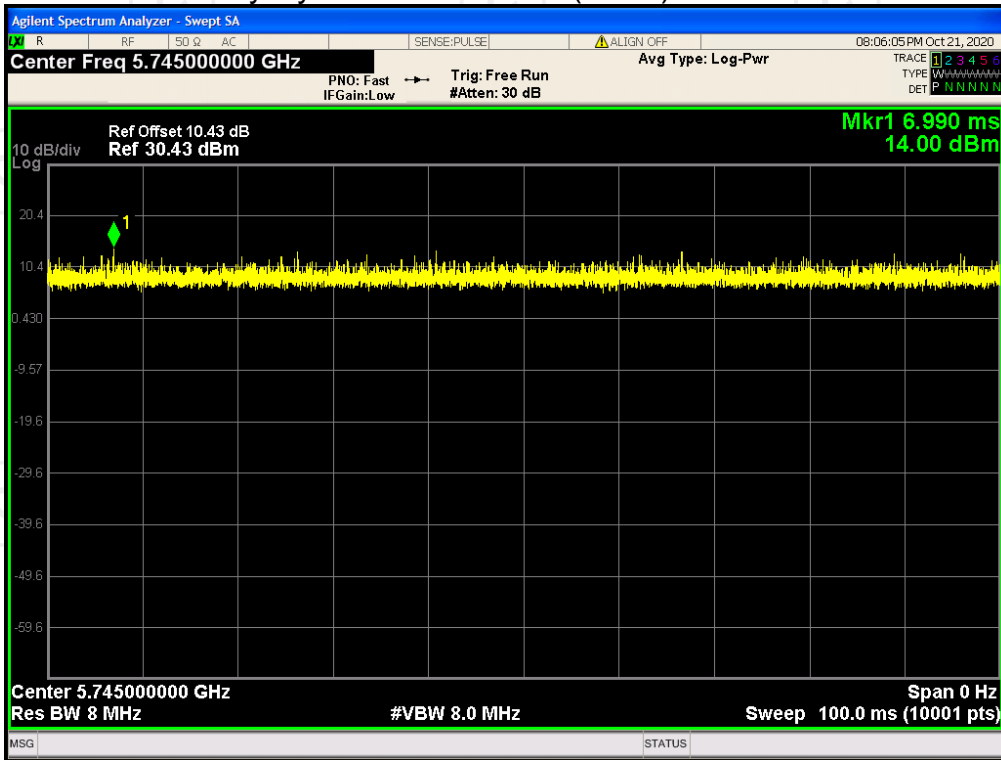 Agilent Spectrum Analyzer - Swept SA
LXI R RF 50 Ω AC SENSE:PULSE ALIGN OFF 08:06:05 PM Oct 21, 2020
Center Freq 5.745000000 GHz Avg Type: Log-Pwr TRACE 1 2 3 4 5 6
PNO: Fast Trig: Free Run TYPE
IFGain:Low #Atten: 30 dB DET P N N N N N
Mkr1 6.990 ms
Ref Offset 10.43 dB
10 dB/div Ref 30.43 dBm 14.00 dBm
Log
20.4
1
10.4
0.430
-9.57
-19.6
-29.6
-39.6
-49.6
-59.6
Center 5.745000000 GHz Span 0 Hz
Res BW 8 MHz #VBW 8.0 MHz Sweep 100.0 ms (10001 pts)
MSG STATUS